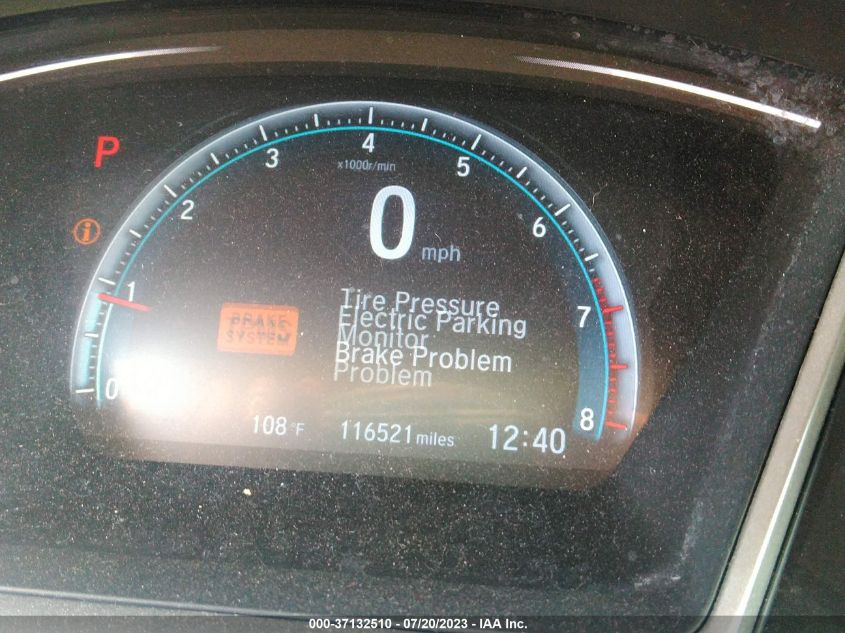 P
4
3
5
x1000r/min
2
6
0
mph
i
1
7
Tire Pressure
Electric Parking
BRAKE
SYSTEM
Monitor
Brake Problem
Problem
0
8
108 °F
116521 miles
12:40
000-37132510 - 07/20/2023 - IAA Inc.